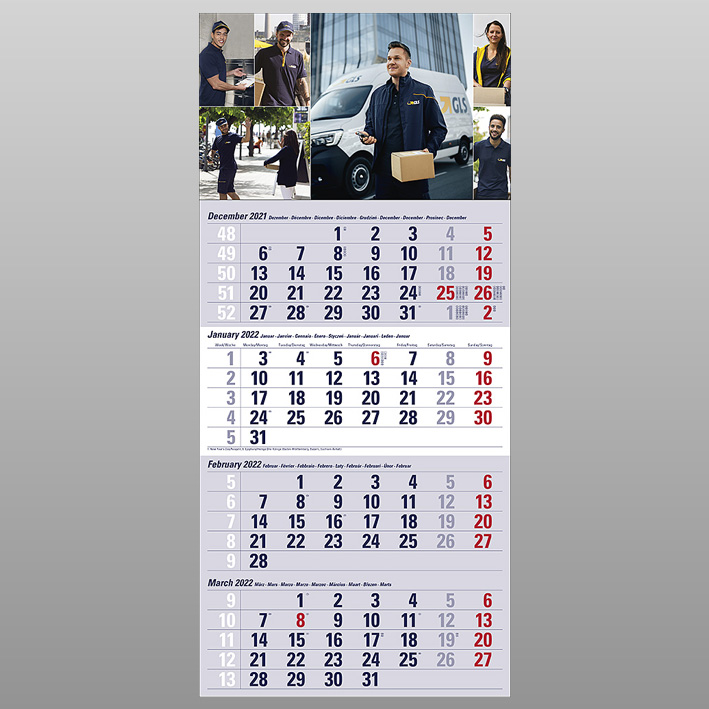 GLS
GLS
December 2021 Dezember - Décembre - Dicembre - Diciembre - Grudzień - December - December - Prosinec - December
48 1 2 3 4 5
49 6 7 8 9 10 11 12
50 13 14 15 16 17 18 19
51 20 21 22 23 24 25 26
52 27 28 29 30 31 1 2
January 2022 Januar - Janvier - Gennaio - Enero - Styczeń - Január - Januari - Leden - Januar
Week/Woche Monday/Montag Tuesday/Dienstag Wednesday/Mittwoch Thursday/Donnerstag Friday/Freitag Saturday/Samstag Sunday/Sonntag
1 3 4 5 6 7 8 9
2 10 11 12 13 14 15 16
3 17 18 19 20 21 22 23
4 24 25 26 27 28 29 30
5 31
February 2022 Februar - Février - Febbraio - Febrero - Luty - Február - Februari - Únor - Februar
5 1 2 3 4 5 6
6 7 8 9 10 11 12 13
7 14 15 16 17 18 19 20
8 21 22 23 24 25 26 27
9 28
March 2022 März - Mars - Marzo - Marzo - Marzec - Március - Maart - Březen - Marts
9 1 2 3 4 5 6
10 7 8 9 10 11 12 13
11 14 15 16 17 18 19 20
12 21 22 23 24 25 26 27
13 28 29 30 31